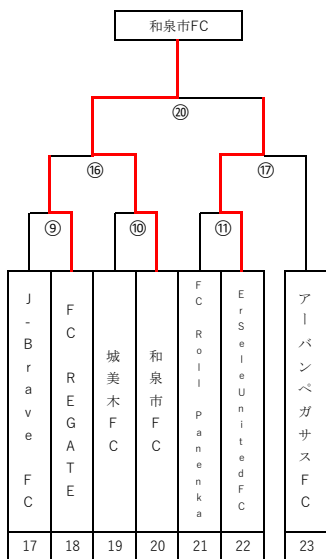 和泉市FC
⑳
⑯
⑰
⑨
⑩
⑪
J-Brave FC
FC REGATE
城美木FC
和泉市FC
FC Roll Panenka
ErSeleUnitedFC
アーバンペガサスFC
17
18
19
20
21
22
23